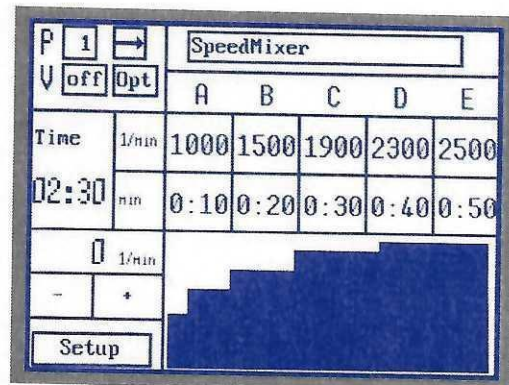 P 1 → SpeedMixer
V off Opt
A B C D E
Time 1/min 1000 1500 1900 2300 2500
02:30 min 0:10 0:20 0:30 0:40 0:50
0 1/min
- +
Setup